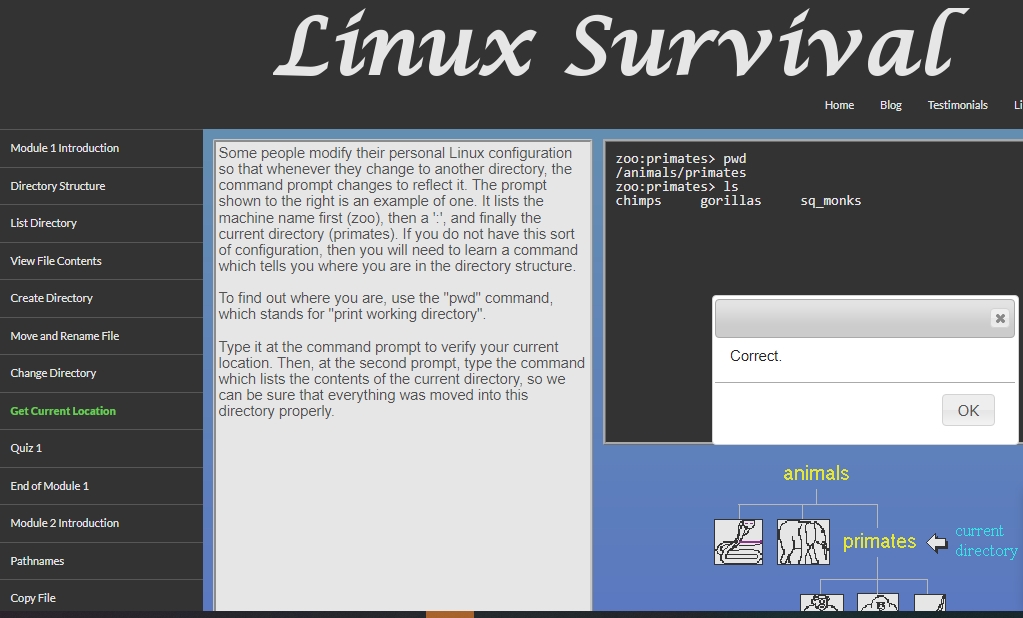 Linux Survival
Home Blog Testimonials Li
Module 1 Introduction
Directory Structure
List Directory
View File Contents
Create Directory
Move and Rename File
Change Directory
Get Current Location
Quiz 1
End of Module 1
Module 2 Introduction
Pathnames
Copy File
Some people modify their personal Linux configuration
so that whenever they change to another directory, the
command prompt changes to reflect it. The prompt
shown to the right is an example of one. It lists the
machine name first (zoo), then a ':', and finally the
current directory (primates). If you do not have this sort
of configuration, then you will need to learn a command
which tells you where you are in the directory structure.
To find out where you are, use the "pwd" command,
which stands for "print working directory".
Type it at the command prompt to verify your current
location. Then, at the second prompt, type the command
which lists the contents of the current directory, so we
can be sure that everything was moved into this
directory properly.
zoo:primates> pwd
/animals/primates
zoo:primates> ls
chimps gorillas sq_monks
Correct.
OK
animals
primates
current
directory